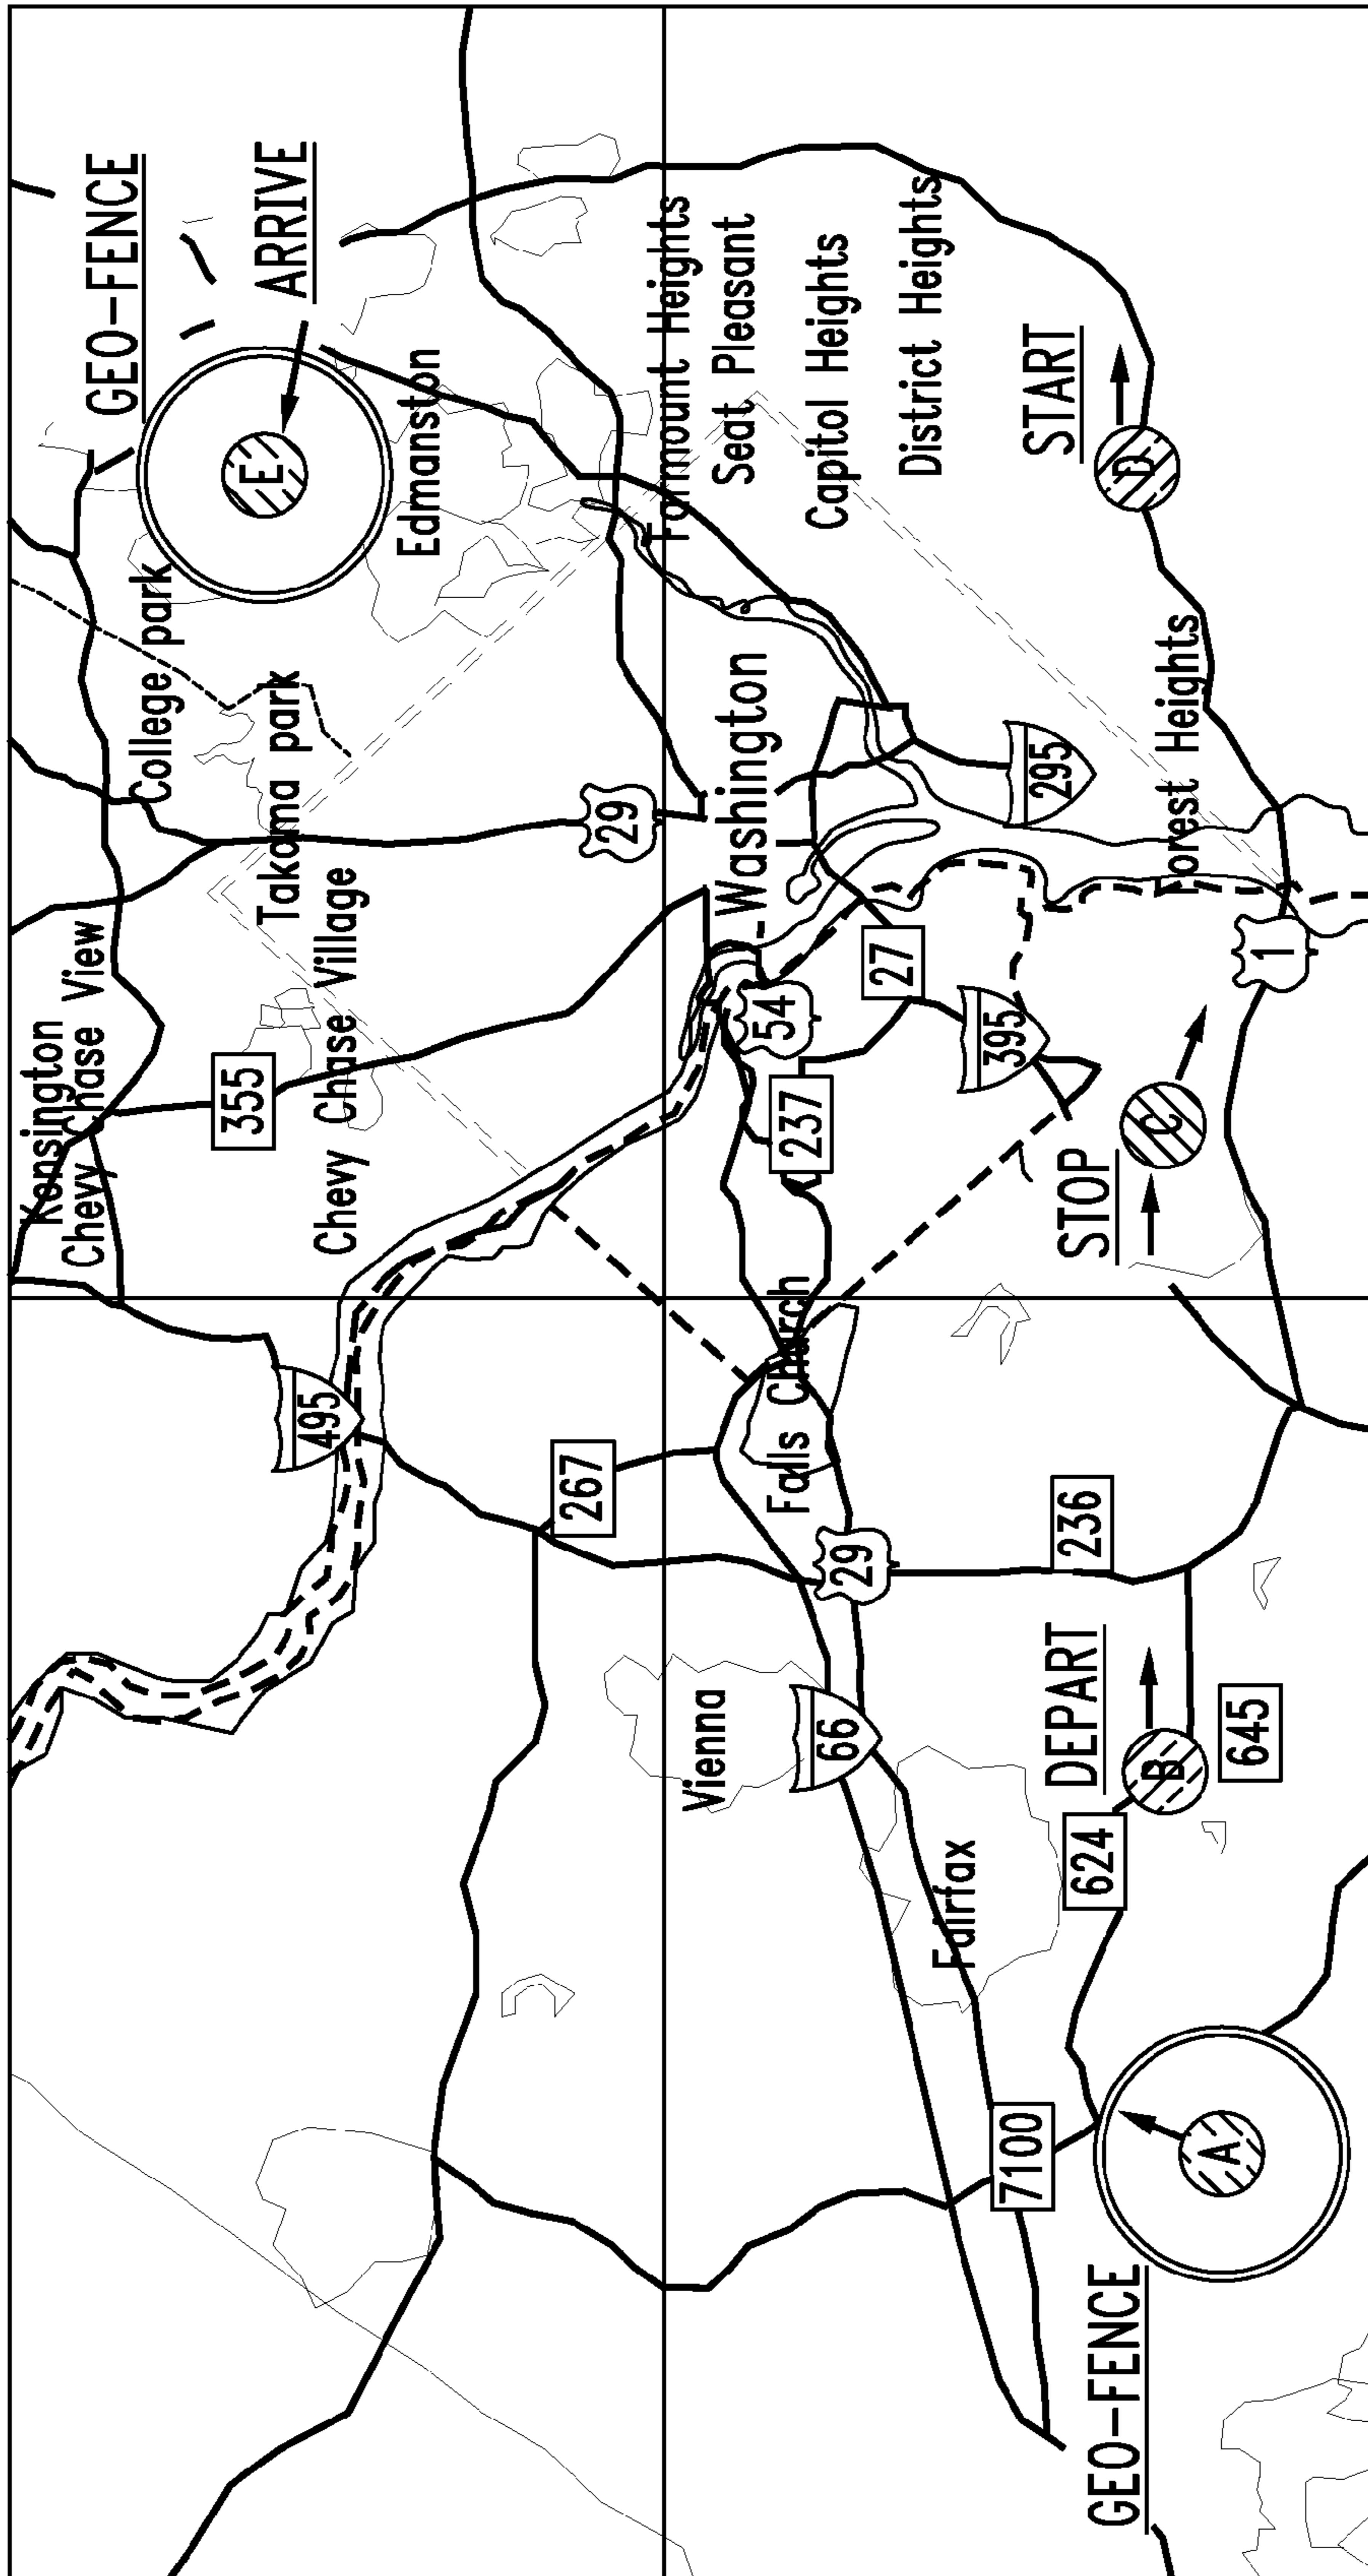 Kensington
Chevy Chase View
GEO-FENCE
College park
355
E
Takoma park
ARRIVE
495
Chevy Chase Village
Edmanston
267
29
Fairmount Heights
Vienna
Washington
Seat Pleasant
54
Falls Church
237
Capitol Heights
66
29
27
District Heights
Fairfax
395
7100
295
START
DEPART
236
STOP
624
GEO-FENCE
D
B
C
Forest Heights
A
645
1